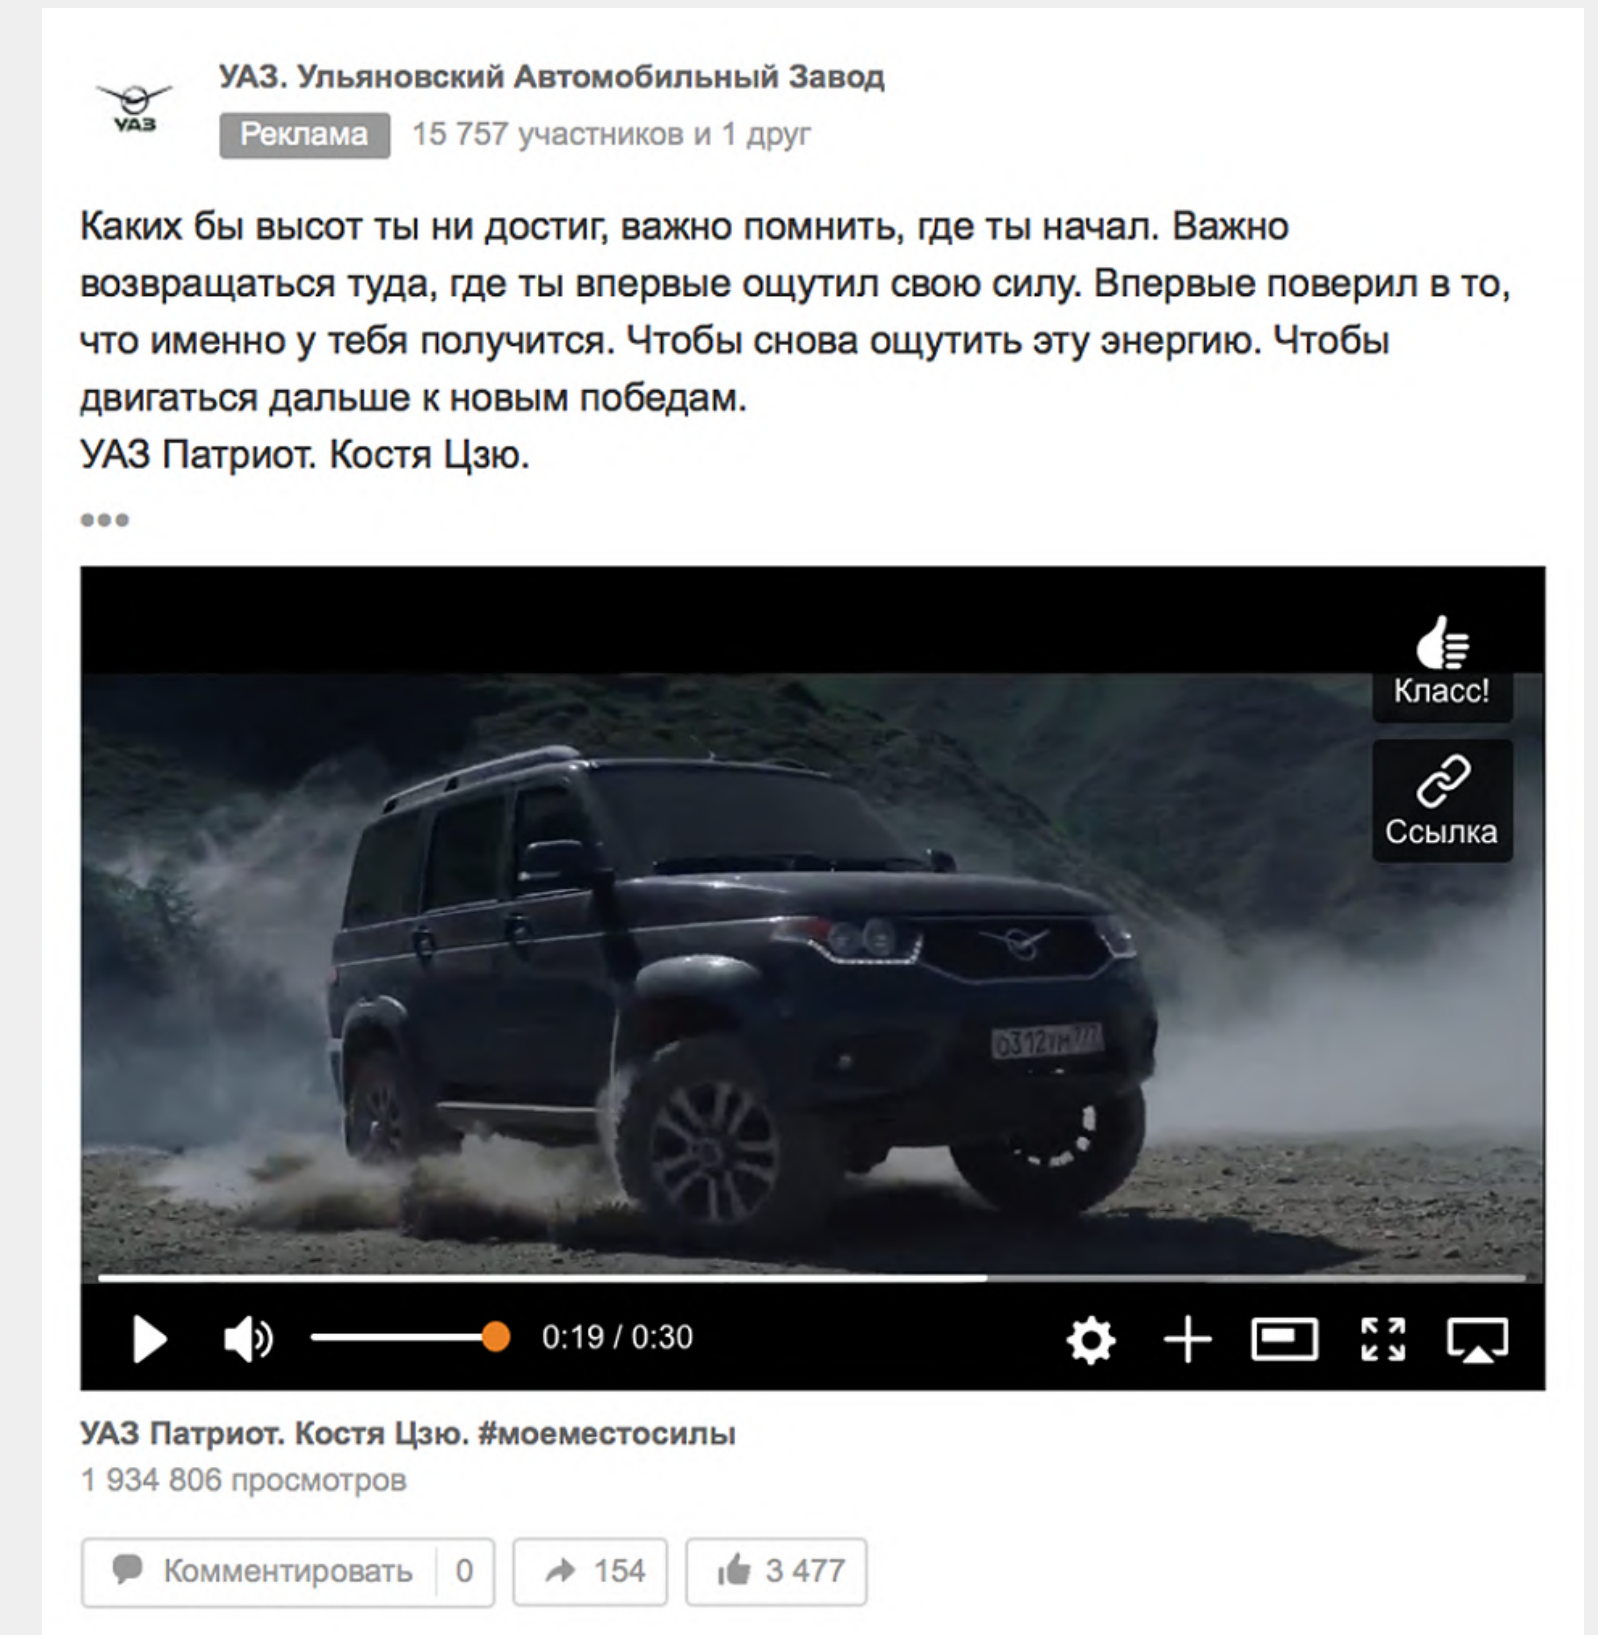 УАЗ. Ульяновский Автомобильный Завод
УАЗ
Реклама 15 757 участников и 1 друг
Каких бы высот ты ни достиг, важно помнить, где ты начал. Важно
возвращаться туда, где ты впервые ощутил свою силу. Впервые поверил в то,
что именно у тебя получится. Чтобы снова ощутить эту энергию. Чтобы
двигаться дальше к новым победам.
УАЗ Патриот. Костя Цзю.
Класс!
Ссылка
о312ум777
0:19 / 0:30
УАЗ Патриот. Костя Цзю. #моеместосилы
1 934 806 просмотров
Комментировать 0 154 3 477